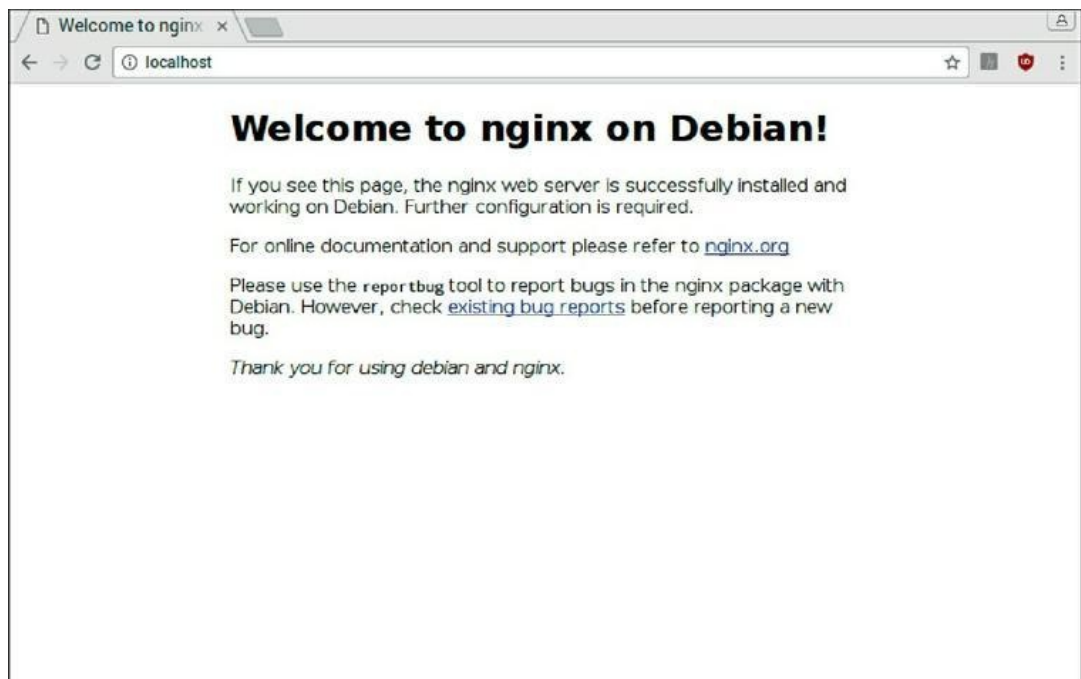 Welcome to nginx
localhost
Welcome to nginx on Debian!
If you see this page, the nginx web server is successfully installed and
working on Debian. Further configuration is required.
For online documentation and support please refer to nginx.org
Please use the reportbug tool to report bugs in the nginx package with
Debian. However, check existing bug reports before reporting a new
bug.
Thank you for using debian and nginx.